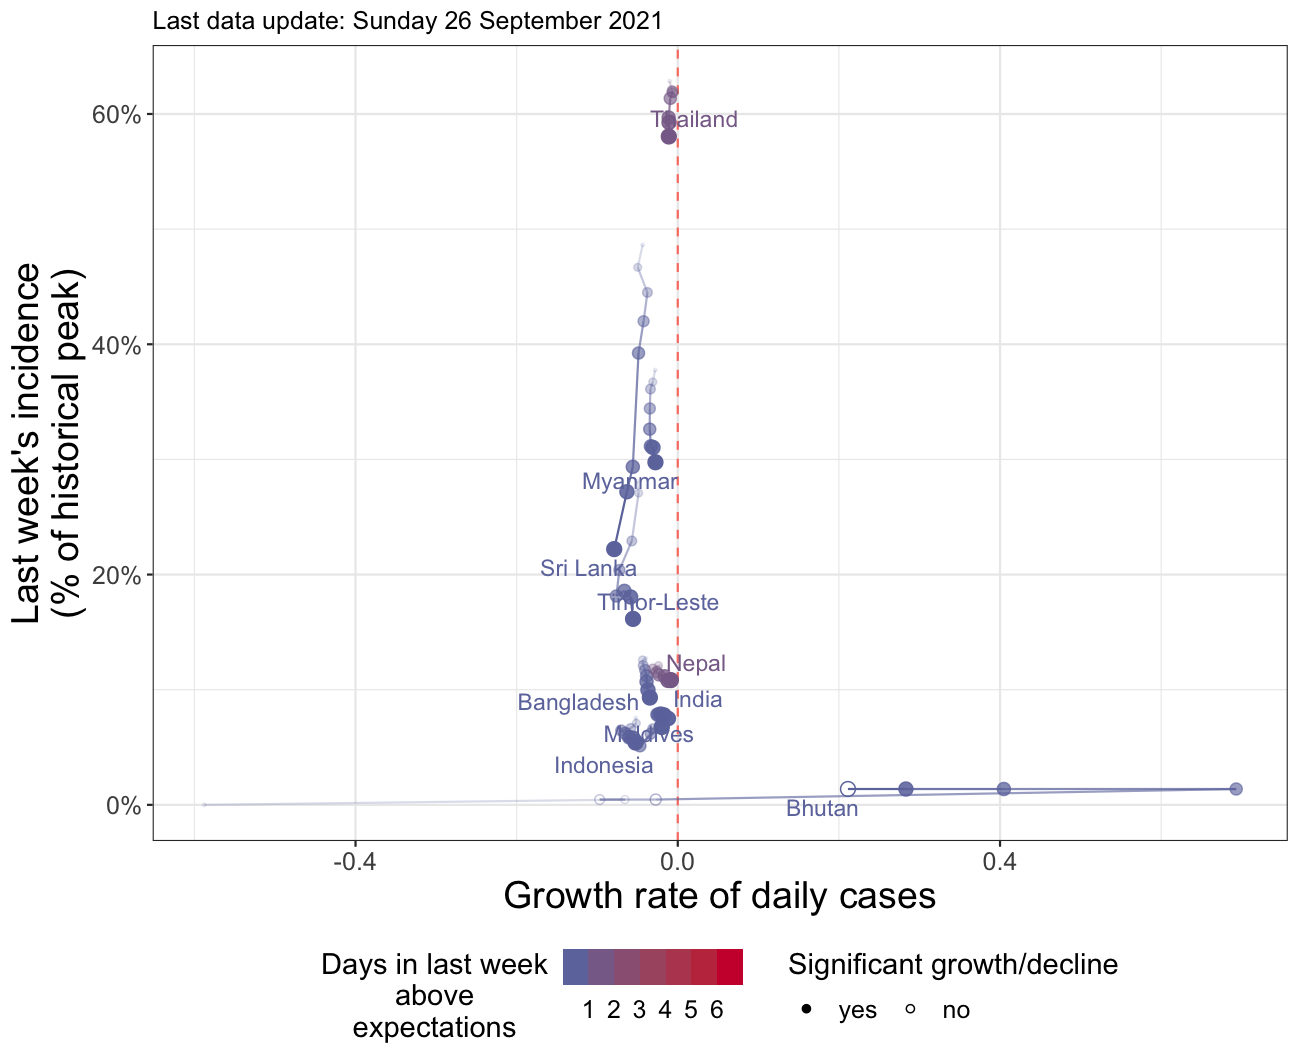 Last data update: Sunday 26 September 2021
Last week's incidence
(% of historical peak)
60%
40%
20%
0%
Thailand
Myanmar
Sri Lanka
Timor-Leste
Nepal
Bangladesh
India
Maldives
Indonesia
Bhutan
-0.4
0.0
0.4
Growth rate of daily cases
Days in last week
above
expectations
1 2 3 4 5 6
Significant growth/decline
yes
no